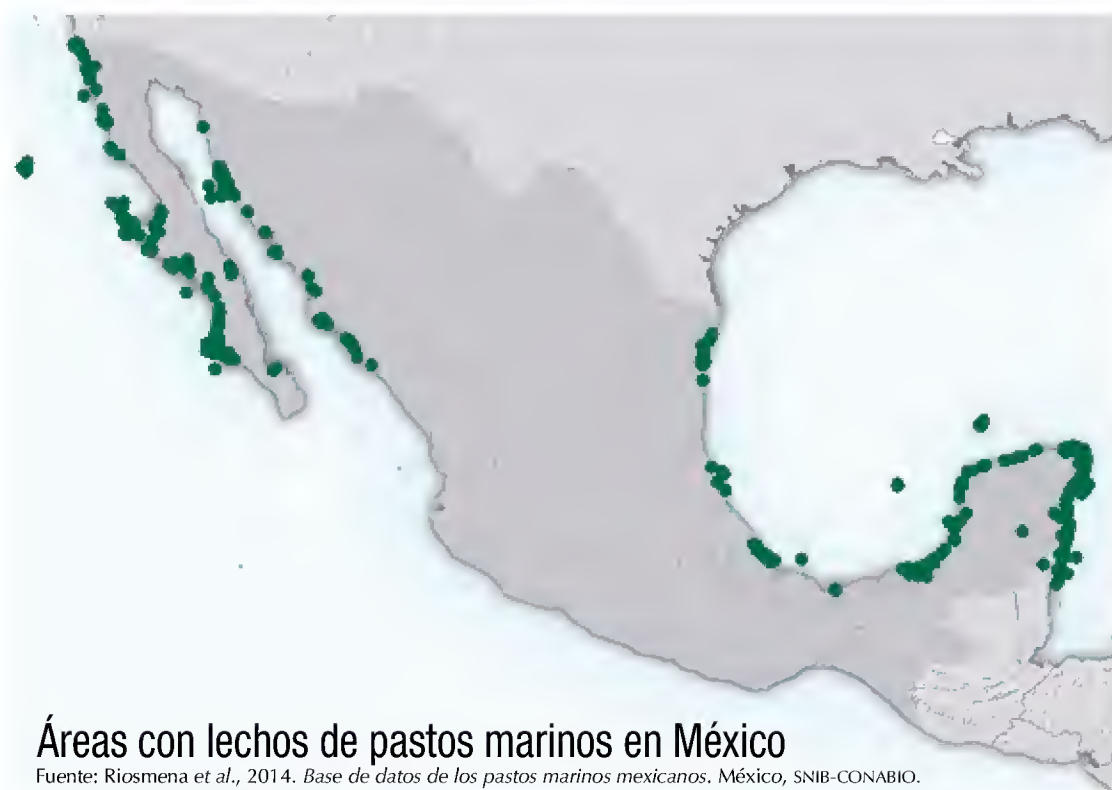 Áreas con lechos de pastos marinos en México
Fuente: Riosmena et al., 2014. Base de datos de los pastos marinos mexicanos. México, SNIB-CONABIO.